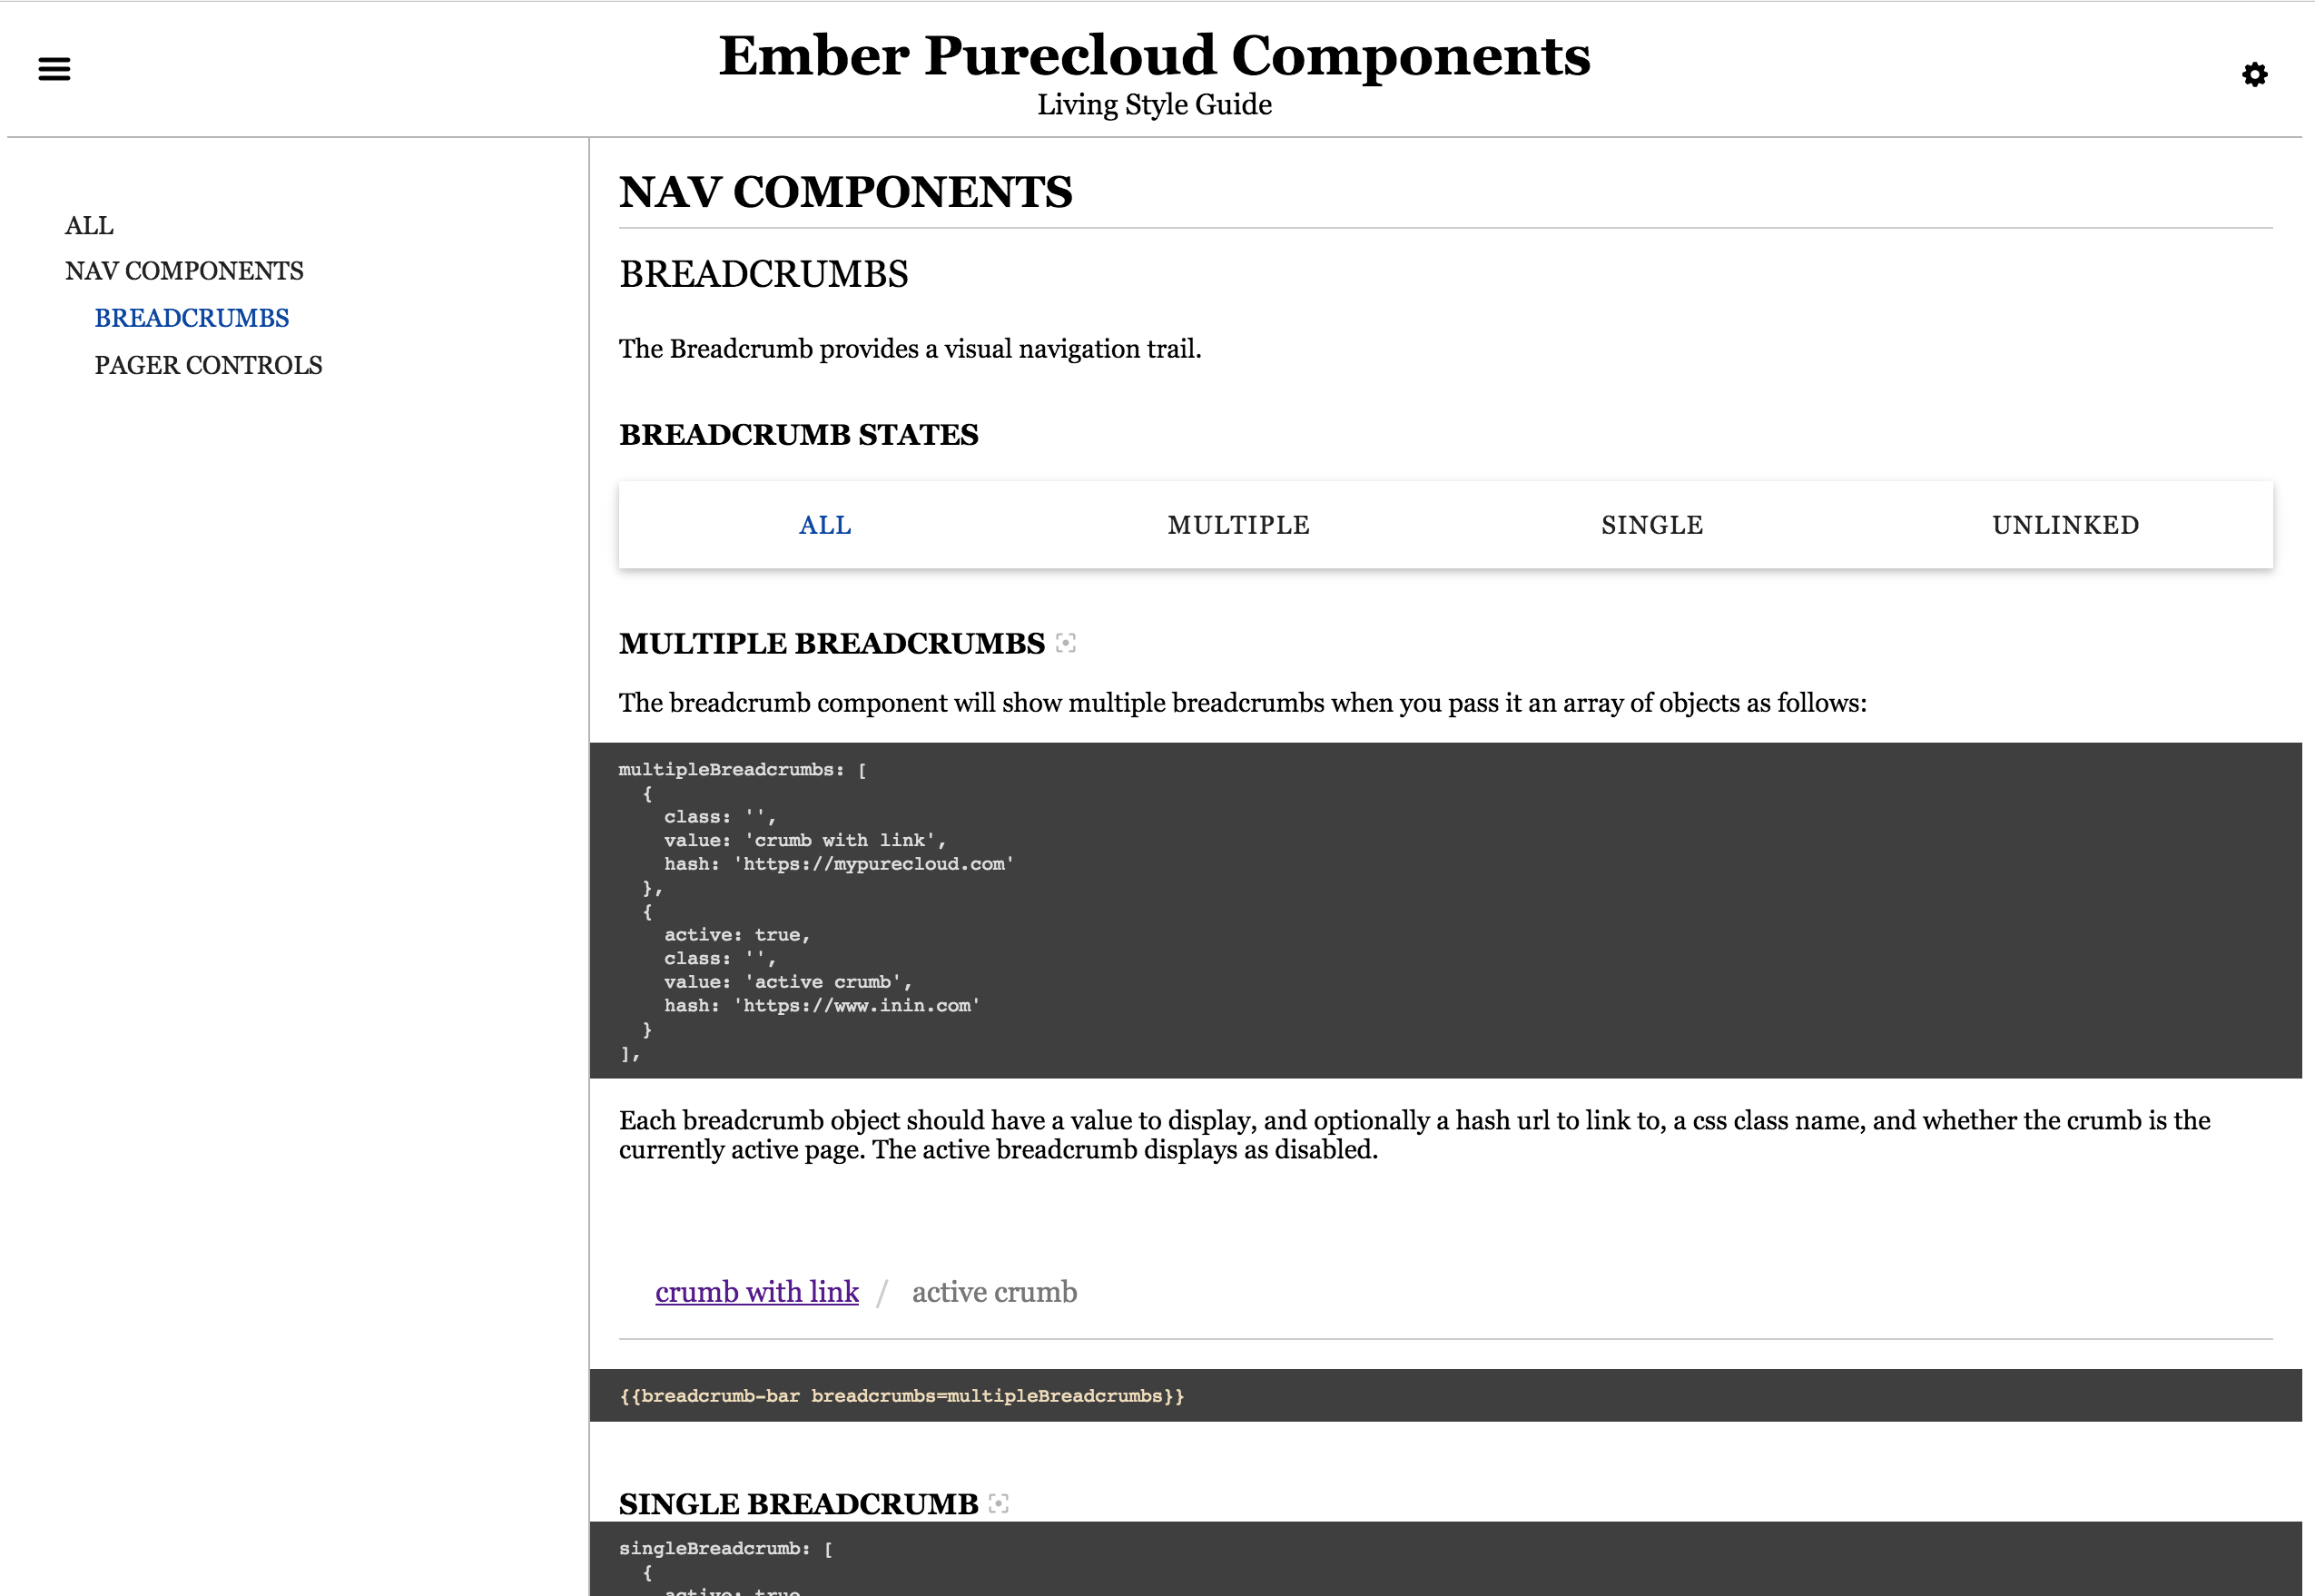 Ember Purecloud Components
Living Style Guide
ALL
NAV COMPONENTS
BREADCRUMBS
PAGER CONTROLS
NAV COMPONENTS
BREADCRUMBS
The Breadcrumb provides a visual navigation trail.
BREADCRUMB STATES
ALL MULTIPLE SINGLE UNLINKED
MULTIPLE BREADCRUMBS
The breadcrumb component will show multiple breadcrumbs when you pass it an array of objects as follows:
multipleBreadcrumbs: [
  {
    class: '',
    value: 'crumb with link',
    hash: 'https://mypurecloud.com'
  },
  {
    active: true,
    class: '',
    value: 'active crumb',
    hash: 'https://www.inin.com'
  }
],
Each breadcrumb object should have a value to display, and optionally a hash url to link to, a css class name, and whether the crumb is the
currently active page. The active breadcrumb displays as disabled.
crumb with link / active crumb
{{breadcrumb-bar breadcrumbs=multipleBreadcrumbs}}
SINGLE BREADCRUMB
singleBreadcrumb: [
  {
    active: true